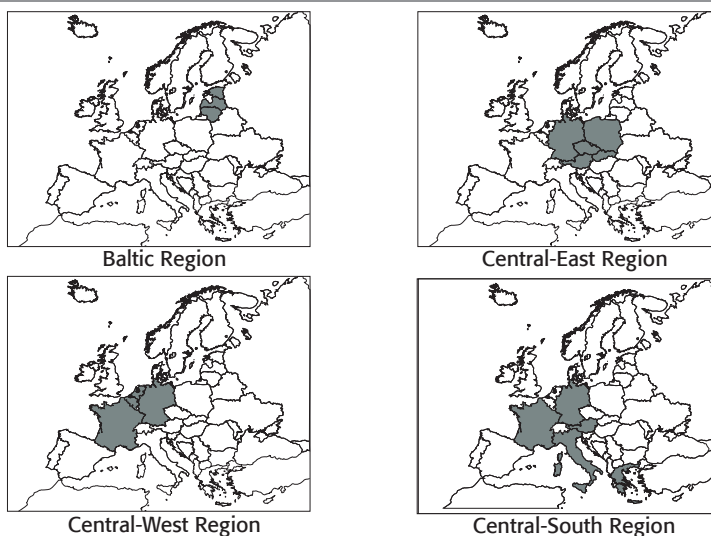 Baltic Region
Central-East Region
Central-West Region
Central-South Region